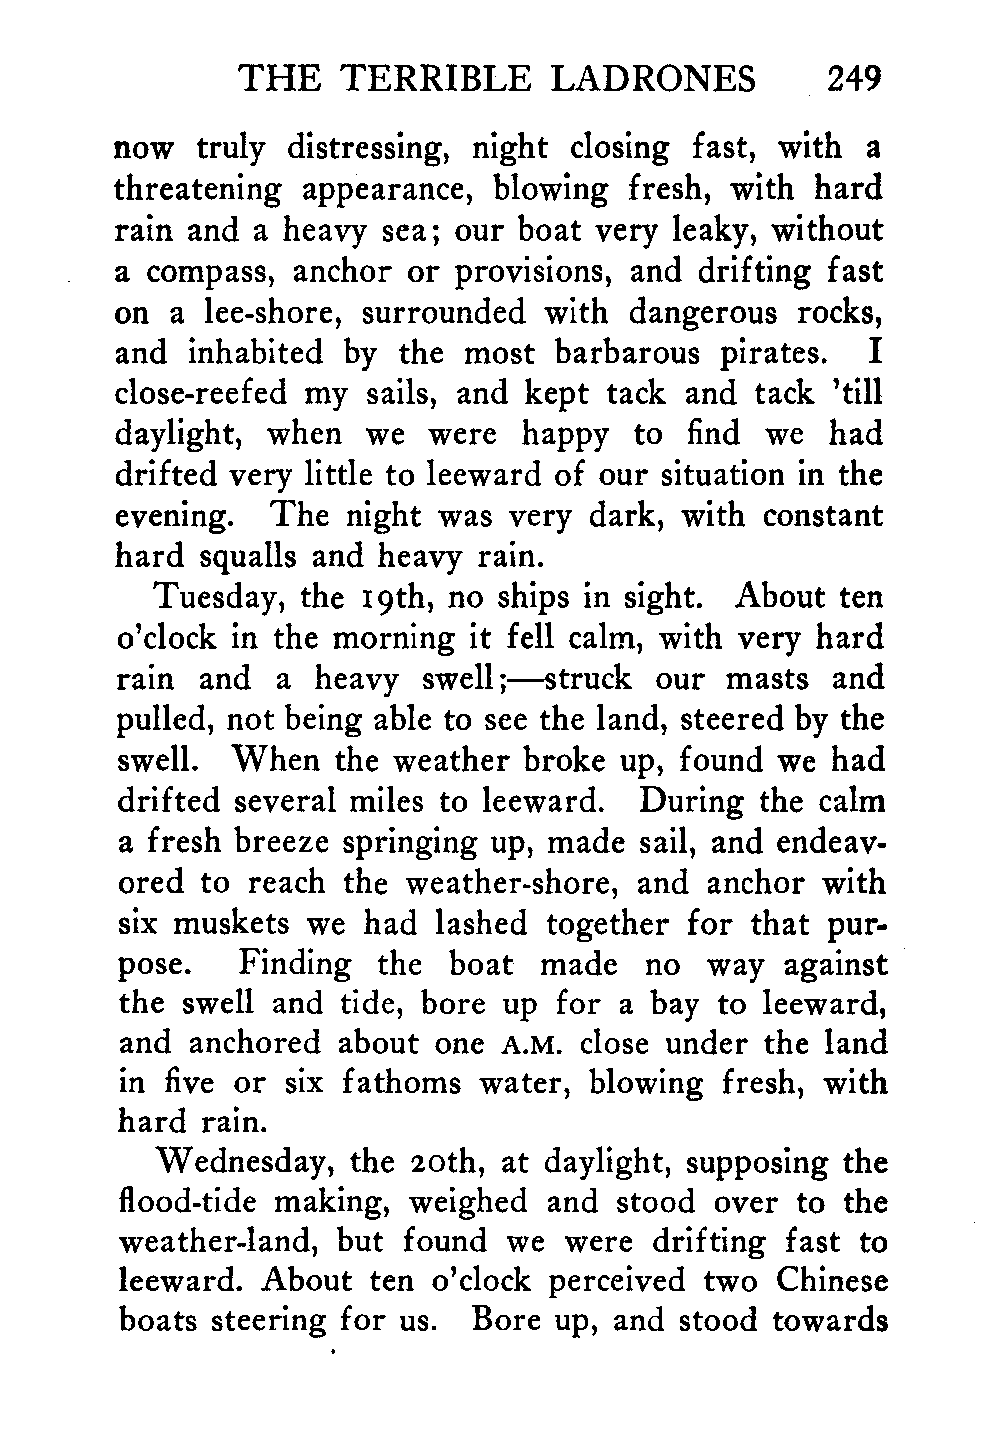 THE TERRIBLE LADRONES 249
now truly distressing, night closing fast, with a
threatening appearance, blowing fresh, with hard
rain and a heavy sea; our boat very leaky, without
a compass, anchor or provisions, and drifting fast
on a lee-shore, surrounded with dangerous rocks,
and inhabited by the most barbarous pirates. I
close-reefed my sails, and kept tack and tack 'till
daylight, when we were happy to find we had
drifted very little to leeward of our situation in the
evening. The night was very dark, with constant
hard squalls and heavy rain.
Tuesday, the 19th, no ships in sight. About ten
o'clock in the morning it fell calm, with very hard
rain and a heavy swell;—struck our masts and
pulled, not being able to see the land, steered by the
swell. When the weather broke up, found we had
drifted several miles to leeward. During the calm
a fresh breeze springing up, made sail, and endeav-
ored to reach the weather-shore, and anchor with
six muskets we had lashed together for that pur-
pose. Finding the boat made no way against
the swell and tide, bore up for a bay to leeward,
and anchored about one A.M. close under the land
in five or six fathoms water, blowing fresh, with
hard rain.
Wednesday, the 20th, at daylight, supposing the
flood-tide making, weighed and stood over to the
weather-land, but found we were drifting fast to
leeward. About ten o'clock perceived two Chinese
boats steering for us. Bore up, and stood towards